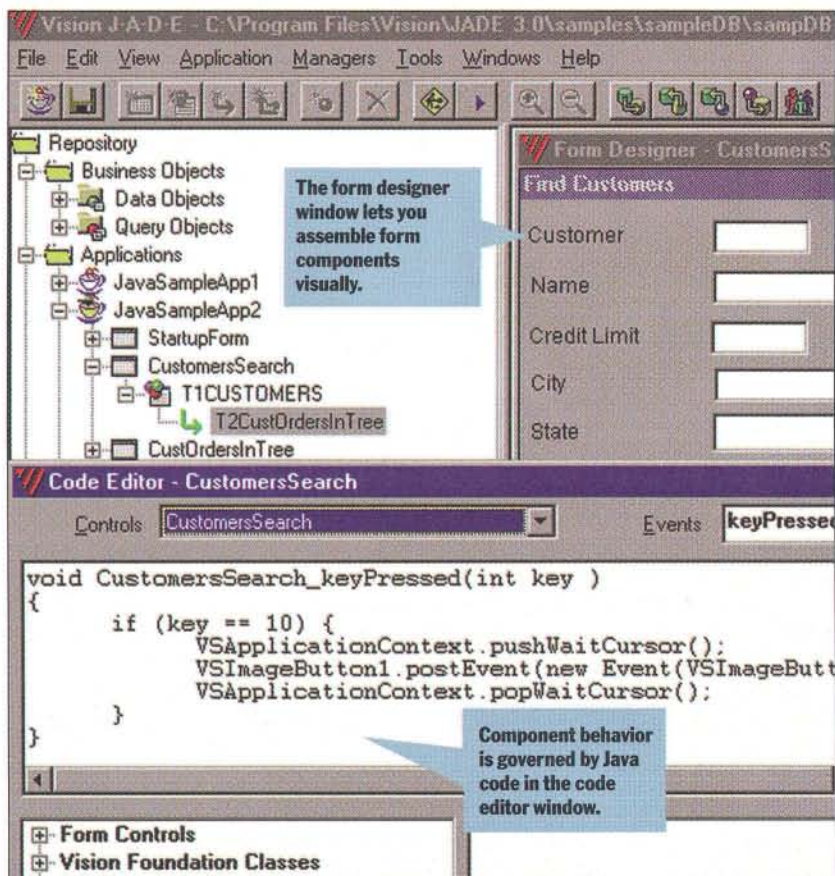 Vision J·A·D·E - C:\Program Files\Vision\JADE 3.0\samples\sampleDB\sampDB
File Edit View Application Managers Tools Windows Help
Repository
Business Objects
Data Objects
Query Objects
Applications
JavaSampleApp1
JavaSampleApp2
StartupForm
CustomersSearch
T1CUSTOMERS
T2CustOrdersInTree
CustOrdersInTree
The form designer
window lets you
assemble form
components
visually.
Form Designer - CustomersS
Find Customers
Customer
Name
Credit Limit
City
State
Code Editor - CustomersSearch
Controls CustomersSearch Events keyPressed
void CustomersSearch_keyPressed(int key )
{
if (key == 10) {
VSApplicationContext.pushWaitCursor();
VSImageButton1.postEvent(new Event(VSImageButt
VSApplicationContext.popWaitCursor();
}
}
Component behavior
is governed by Java
code in the code
editor window.
Form Controls
Vision Foundation Classes